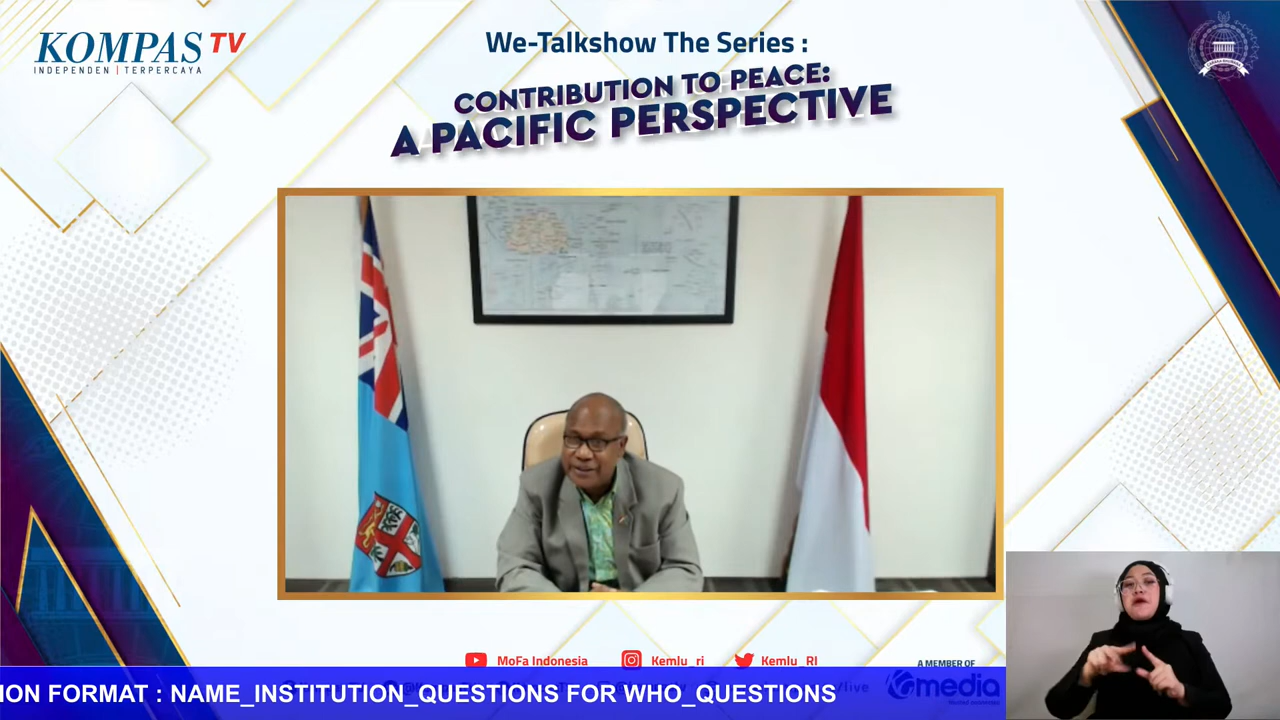 KOMPAS TV
INDEPENDEN | TERPERCAYA
We-Talkshow The Series :
CONTRIBUTION TO PEACE:
A PACIFIC PERSPECTIVE
MoFa Indonesia
Kemlu_ri
Kemlu_RI
A MEMBER OF
media
/live
ION FORMAT : NAME_INSTITUTION_QUESTIONS FOR WHO_QUESTIONS